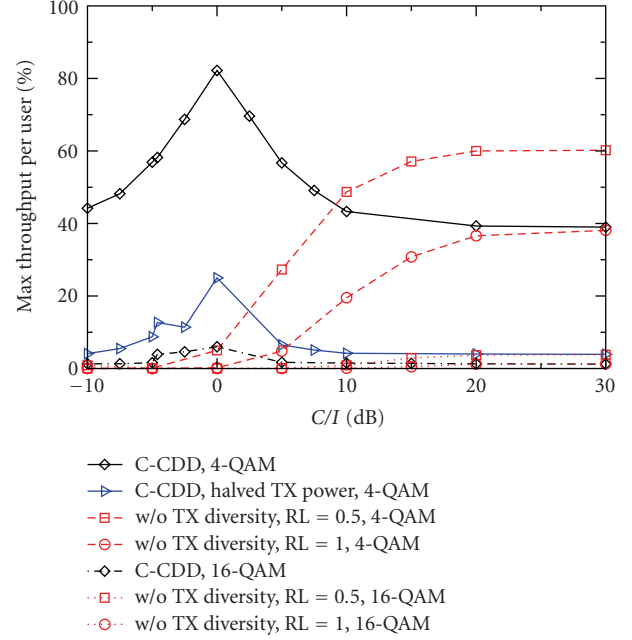 100
80
60
40
20
0
−10
0
10
20
30
Max throughput per user (%)
C/I (dB)
C-CDD, 4-QAM
C-CDD, halved TX power, 4-QAM
w/o TX diversity, RL = 0.5, 4-QAM
w/o TX diversity, RL = 1, 4-QAM
C-CDD, 16-QAM
w/o TX diversity, RL = 0.5, 16-QAM
w/o TX diversity, RL = 1, 16-QAM